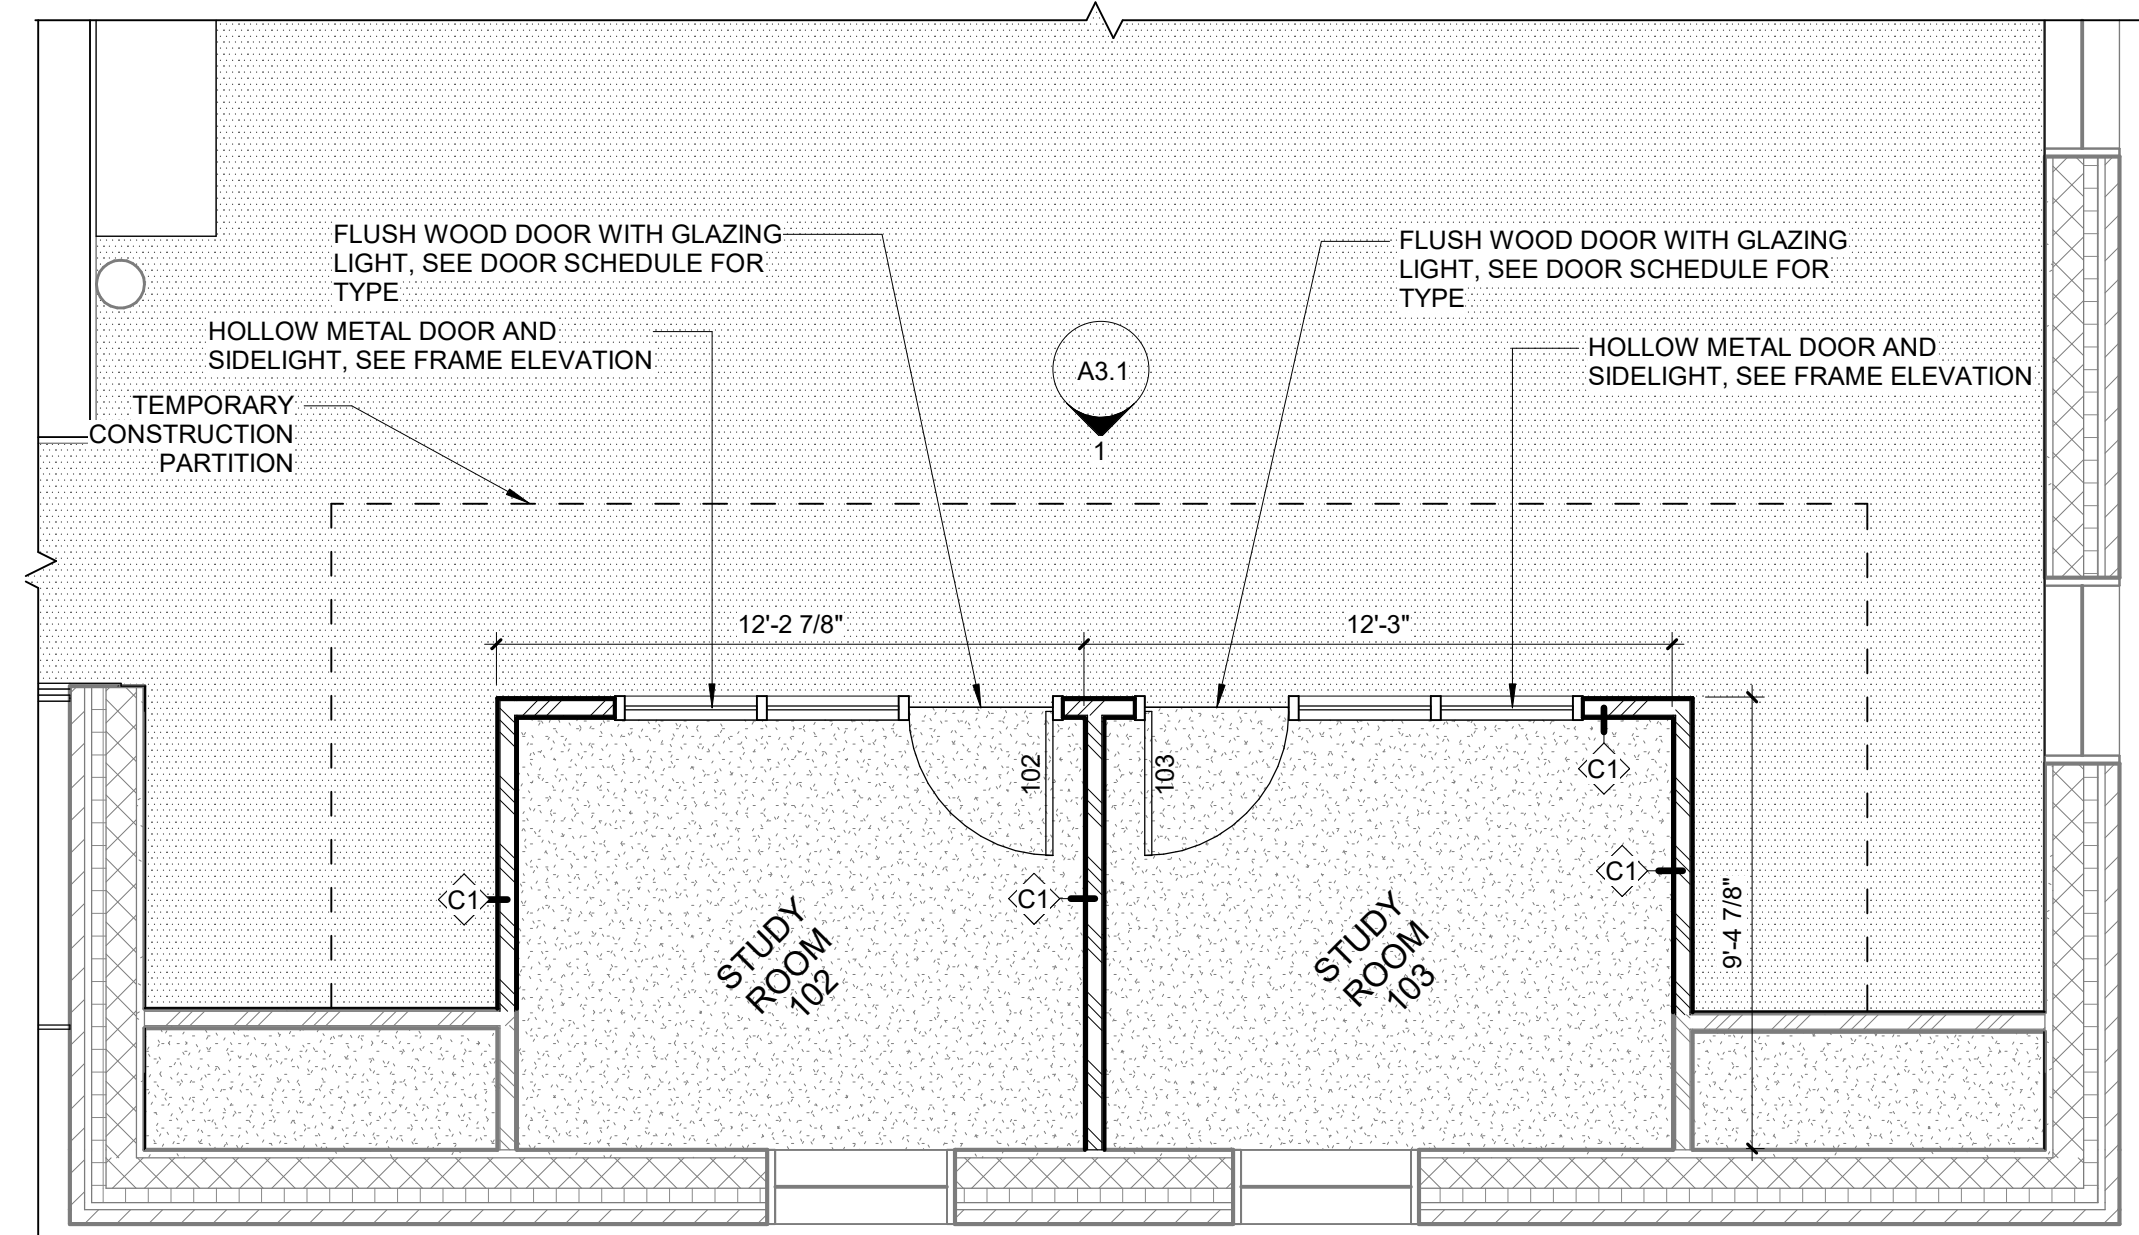 FLUSH WOOD DOOR WITH GLAZING
LIGHT, SEE DOOR SCHEDULE FOR
TYPE
FLUSH WOOD DOOR WITH GLAZING
LIGHT, SEE DOOR SCHEDULE FOR
TYPE
HOLLOW METAL DOOR AND
SIDELIGHT, SEE FRAME ELEVATION
A3.1
1
HOLLOW METAL DOOR AND
SIDELIGHT, SEE FRAME ELEVATION
TEMPORARY
CONSTRUCTION
PARTITION
12'-2 7/8"
12'-3"
102
103
C1
C1
C1
C1
9'-4 7/8"
STUDY
ROOM
102
STUDY
ROOM
103